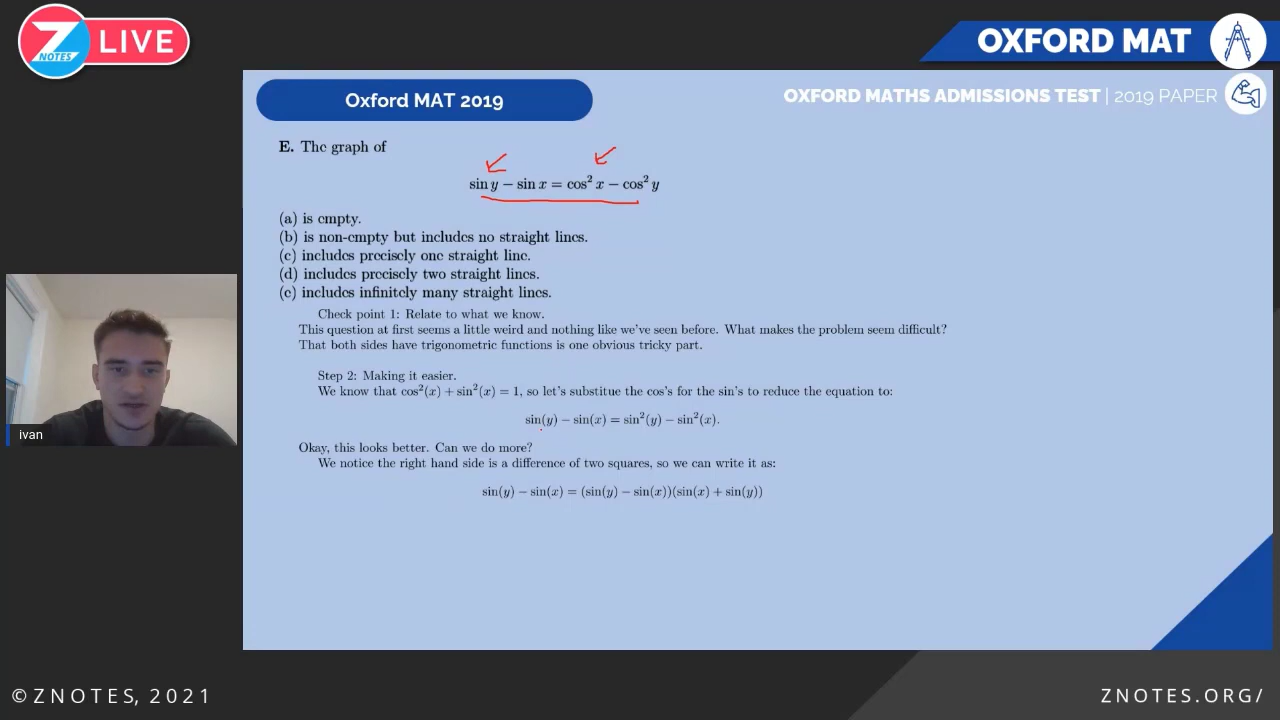 Z NOTES LIVE
OXFORD MAT
Oxford MAT 2019
OXFORD MATHS ADMISSIONS TEST | 2019 PAPER
E. The graph of
sin y − sin x = cos² x − cos² y
(a) is empty.
(b) is non-empty but includes no straight lines.
(c) includes precisely one straight line.
(d) includes precisely two straight lines.
(e) includes infinitely many straight lines.
Check point 1: Relate to what we know.
This question at first seems a little weird and nothing like we've seen before. What makes the problem seem difficult?
That both sides have trigonometric functions is one obvious tricky part.
Step 2: Making it easier.
We know that cos²(x) + sin²(x) = 1, so let's substitue the cos's for the sin's to reduce the equation to:
sin(y) − sin(x) = sin²(y) − sin²(x).
Okay, this looks better. Can we do more?
We notice the right hand side is a difference of two squares, so we can write it as:
sin(y) − sin(x) = (sin(y) − sin(x))(sin(x) + sin(y))
ivan
© ZNOTES, 2021
ZNOTES.ORG/